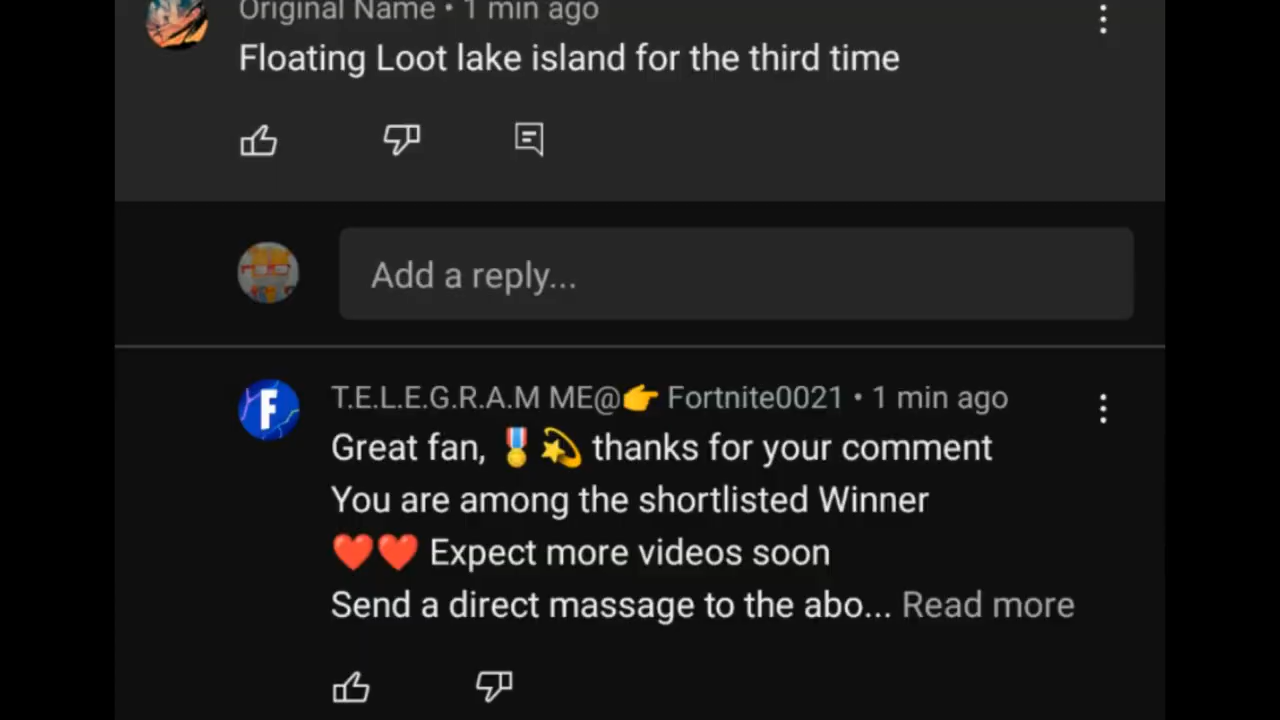 Original Name • 1 min ago
Floating Loot lake island for the third time
Add a reply...
T.E.L.E.G.R.A.M ME@👉 Fortnite0021 • 1 min ago
Great fan, 🎖️💫 thanks for your comment
You are among the shortlisted Winner
❤️❤️ Expect more videos soon
Send a direct massage to the abo... Read more
F